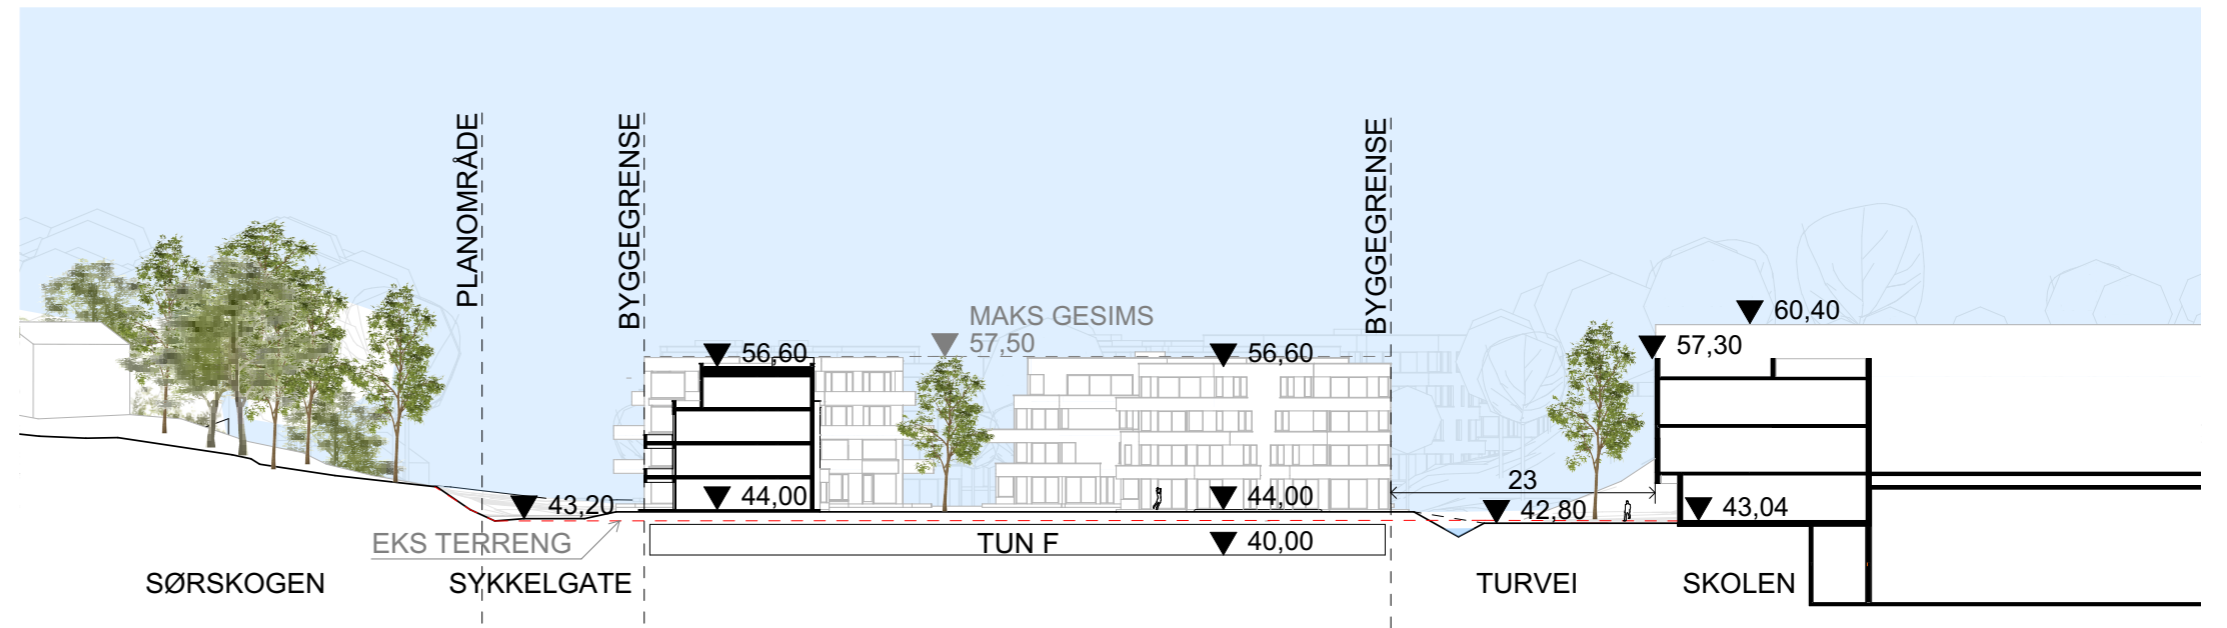 PLANOMRÅDE
BYGGEGRENSE
BYGGEGRENSE
MAKS GESIMS
57,50
60,40
57,30
56,60
56,60
23
43,20
44,00
44,00
42,80
43,04
EKS TERRENG
TUN F
40,00
SØRSKOGEN
SYKKELGATE
TURVEI
SKOLEN